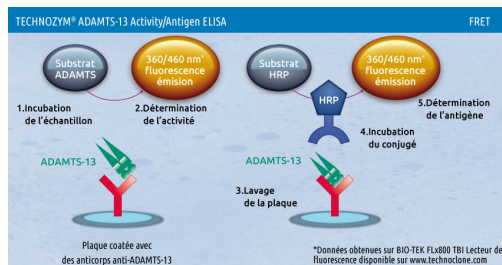 TECHNOZYM® ADAMTS-13 Activity/Antigen ELISA
FRET
Substrat
ADAMTS
360/460 nm*
fluorescence
émision
1.Incubation
de l'échantillon
2.Détermination
de l'activité
ADAMTS-13
Plaque coatée avec
des anticorps anti-ADAMTS-13
Substrat
HRP
360/460 nm*
fluorescence
émission
HRP
5.Détermination
de l'antigène
4.Incubation
du conjugé
ADAMTS-13
3.Lavage
de la plaque
*Données obtenues sur BIO-TEK FLx800 TBI Lecteur de
fluorescence disponible sur www.technoclone.com